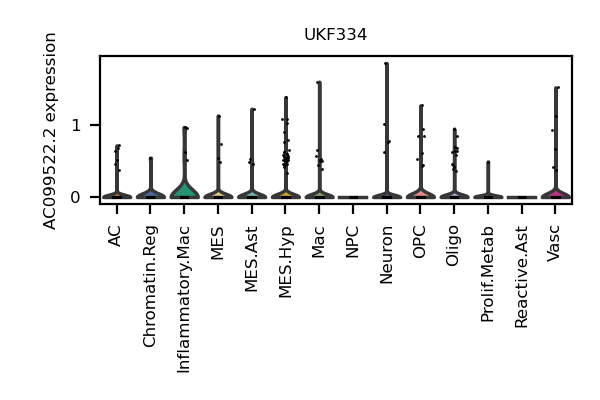 UKF334
AC099522.2 expression
1
0
AC
Chromatin.Reg
Inflammatory.Mac
MES
MES.Ast
MES.Hyp
Mac
NPC
Neuron
OPC
Oligo
Prolif.Metab
Reactive.Ast
Vasc